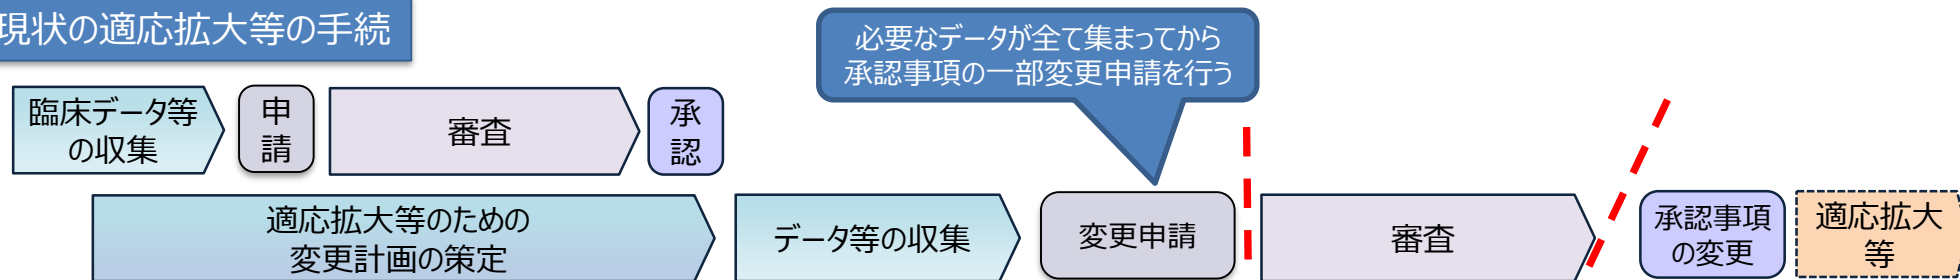 現状の適応拡大等の手続
必要なデータが全て集まってから
承認事項の一部変更申請を行う
臨床データ等
の収集
申
請
審査
承
認
適応拡大等のための
変更計画の策定
データ等の収集
変更申請
審査
承認事項
の変更
適応拡大
等